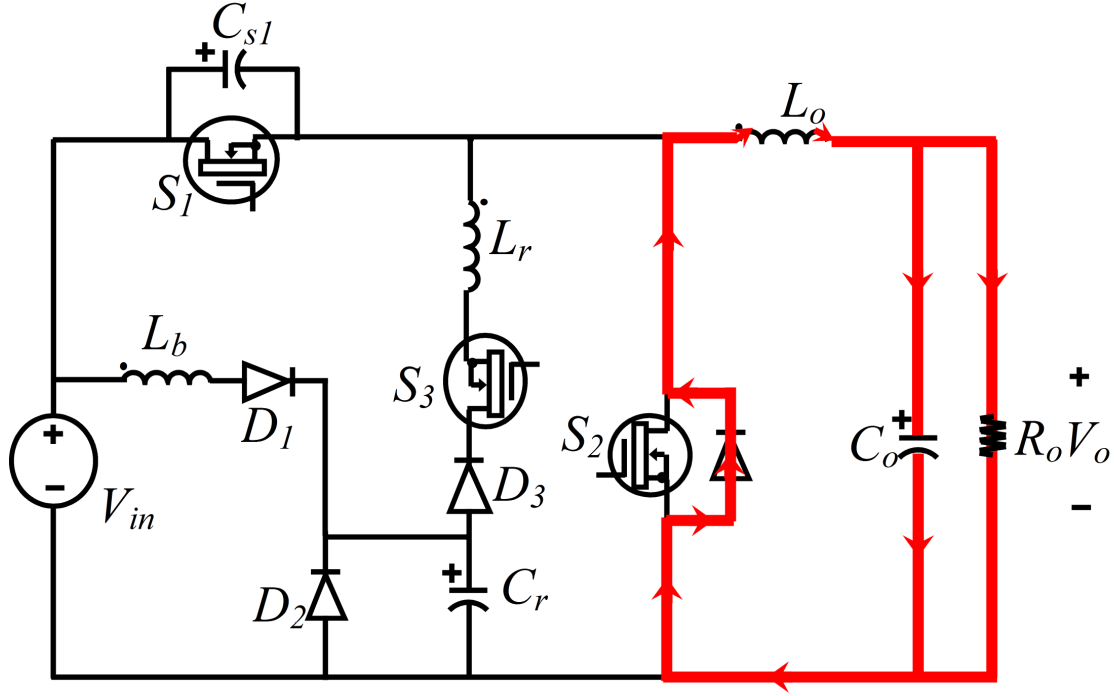 + Cs1
Lo
S1
Lr
Lb
S3
D1
S2
+
Co
+
Ro Vo
+
−
Vin
D3
−
D2
+
Cr